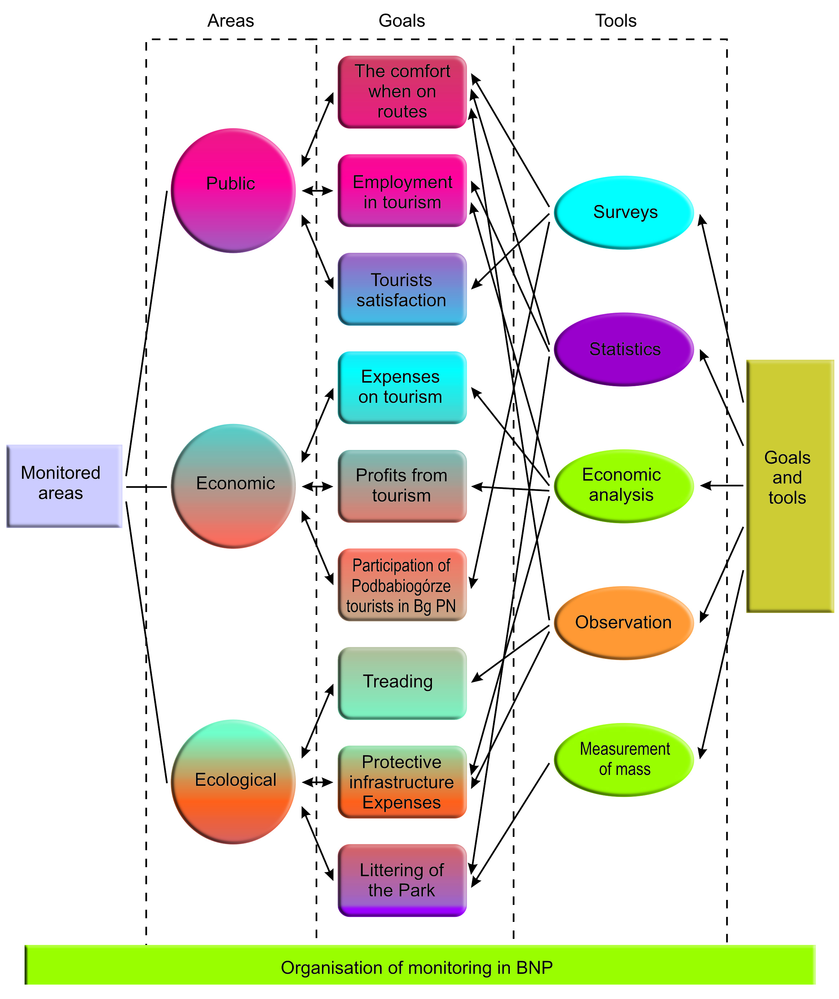 Areas
Goals
Tools
The comfort
when on
routes
Public
Employment
in tourism
Surveys
Tourists
satisfaction
Statistics
Expenses
on tourism
Monitored
areas
Economic
Profits from
tourism
Economic
analysis
Goals
and
tools
Participation of
Podbabiogórze
tourists in Bg PN
Observation
Treading
Ecological
Protective
infrastructure
Expenses
Measurement
of mass
Littering of
the Park
Organisation of monitoring in BNP